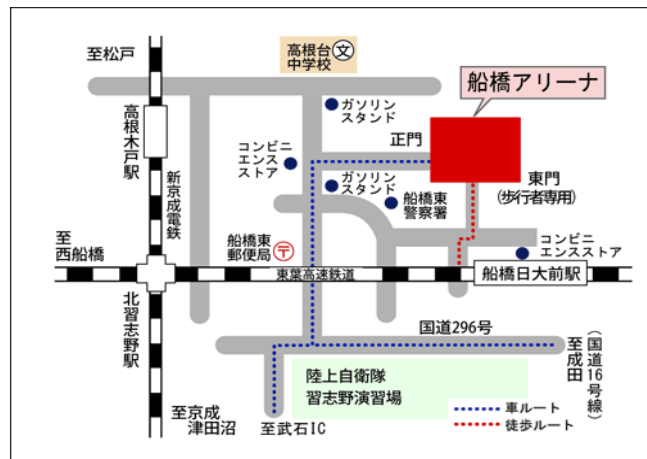 至松戸
高根台
中学校
文
船橋アリーナ
高根木戸駅
新京成電鉄
ガソリン
スタンド
正門
コンビニ
エンス
ストア
ガソリン
スタンド
船橋東
警察署
東門
(歩行者専用)
至
西船橋
船橋東
郵便局
〒
コンビニ
エンスストア
東葉高速鉄道
船橋日大前駅
北習志野駅
国道296号
至成田
(国道16号線)
陸上自衛隊
習志野演習場
至京成
津田沼
至武石IC
車ルート
徒歩ルート